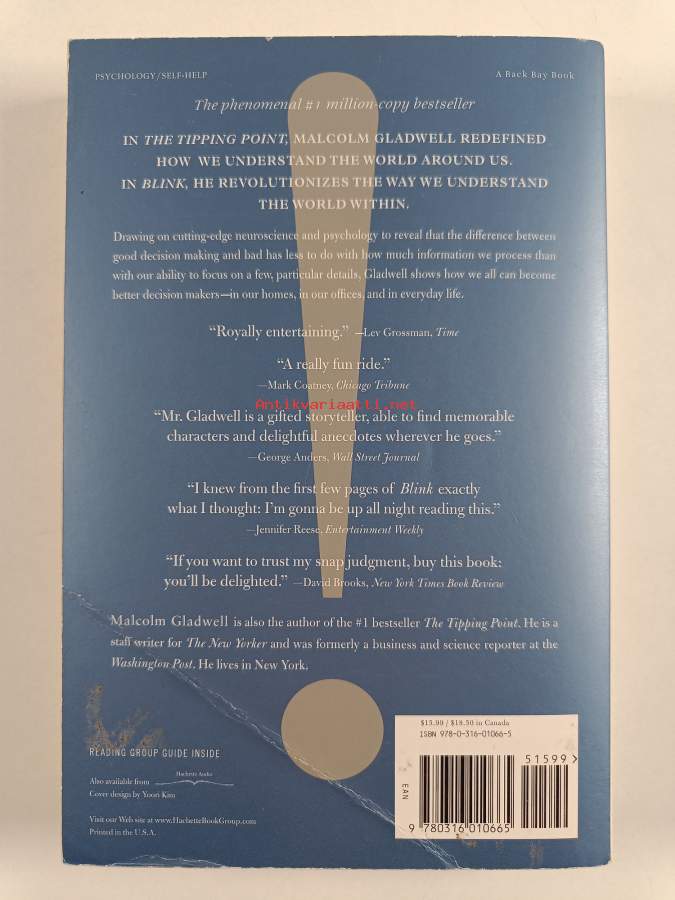 PSYCHOLOGY/SELF-HELP
A Back Bay Book
The phenomenal #1 million-copy bestseller
IN THE TIPPING POINT, MALCOLM GLADWELL REDEFINED
HOW WE UNDERSTAND THE WORLD AROUND US.
IN BLINK, HE REVOLUTIONIZES THE WAY WE UNDERSTAND
THE WORLD WITHIN.
Drawing on cutting-edge neuroscience and psychology to reveal that the difference between
good decision making and bad has less to do with how much information we process than
with our ability to focus on a few, particular details, Gladwell shows how we all can become
better decision makers—in our homes, in our offices, and in everyday life.
“Royally entertaining.” —Lev Grossman, Time
“A really fun ride.”
—Mark Coatney, Chicago Tribune
Antikvariaatti.net
“Mr. Gladwell is a gifted storyteller, able to find memorable
characters and delightful anecdotes wherever he goes.”
—George Anders, Wall Street Journal
“I knew from the first few pages of Blink exactly
what I thought: I’m gonna be up all night reading this.”
—Jennifer Reese, Entertainment Weekly
“If you want to trust my snap judgment, buy this book:
you’ll be delighted.” —David Brooks, New York Times Book Review
Malcolm Gladwell is also the author of the #1 bestseller The Tipping Point. He is a
staff writer for The New Yorker and was formerly a business and science reporter at the
Washington Post. He lives in New York.
READING GROUP GUIDE INSIDE
Also available from Hachette Audio
Cover design by Yoori Kim
Visit our Web site at www.HachetteBookGroup.com
Printed in the U.S.A.
$15.99 / $18.50 in Canada
ISBN 978-0-316-01066-5
51599
EAN
9 780316 010665